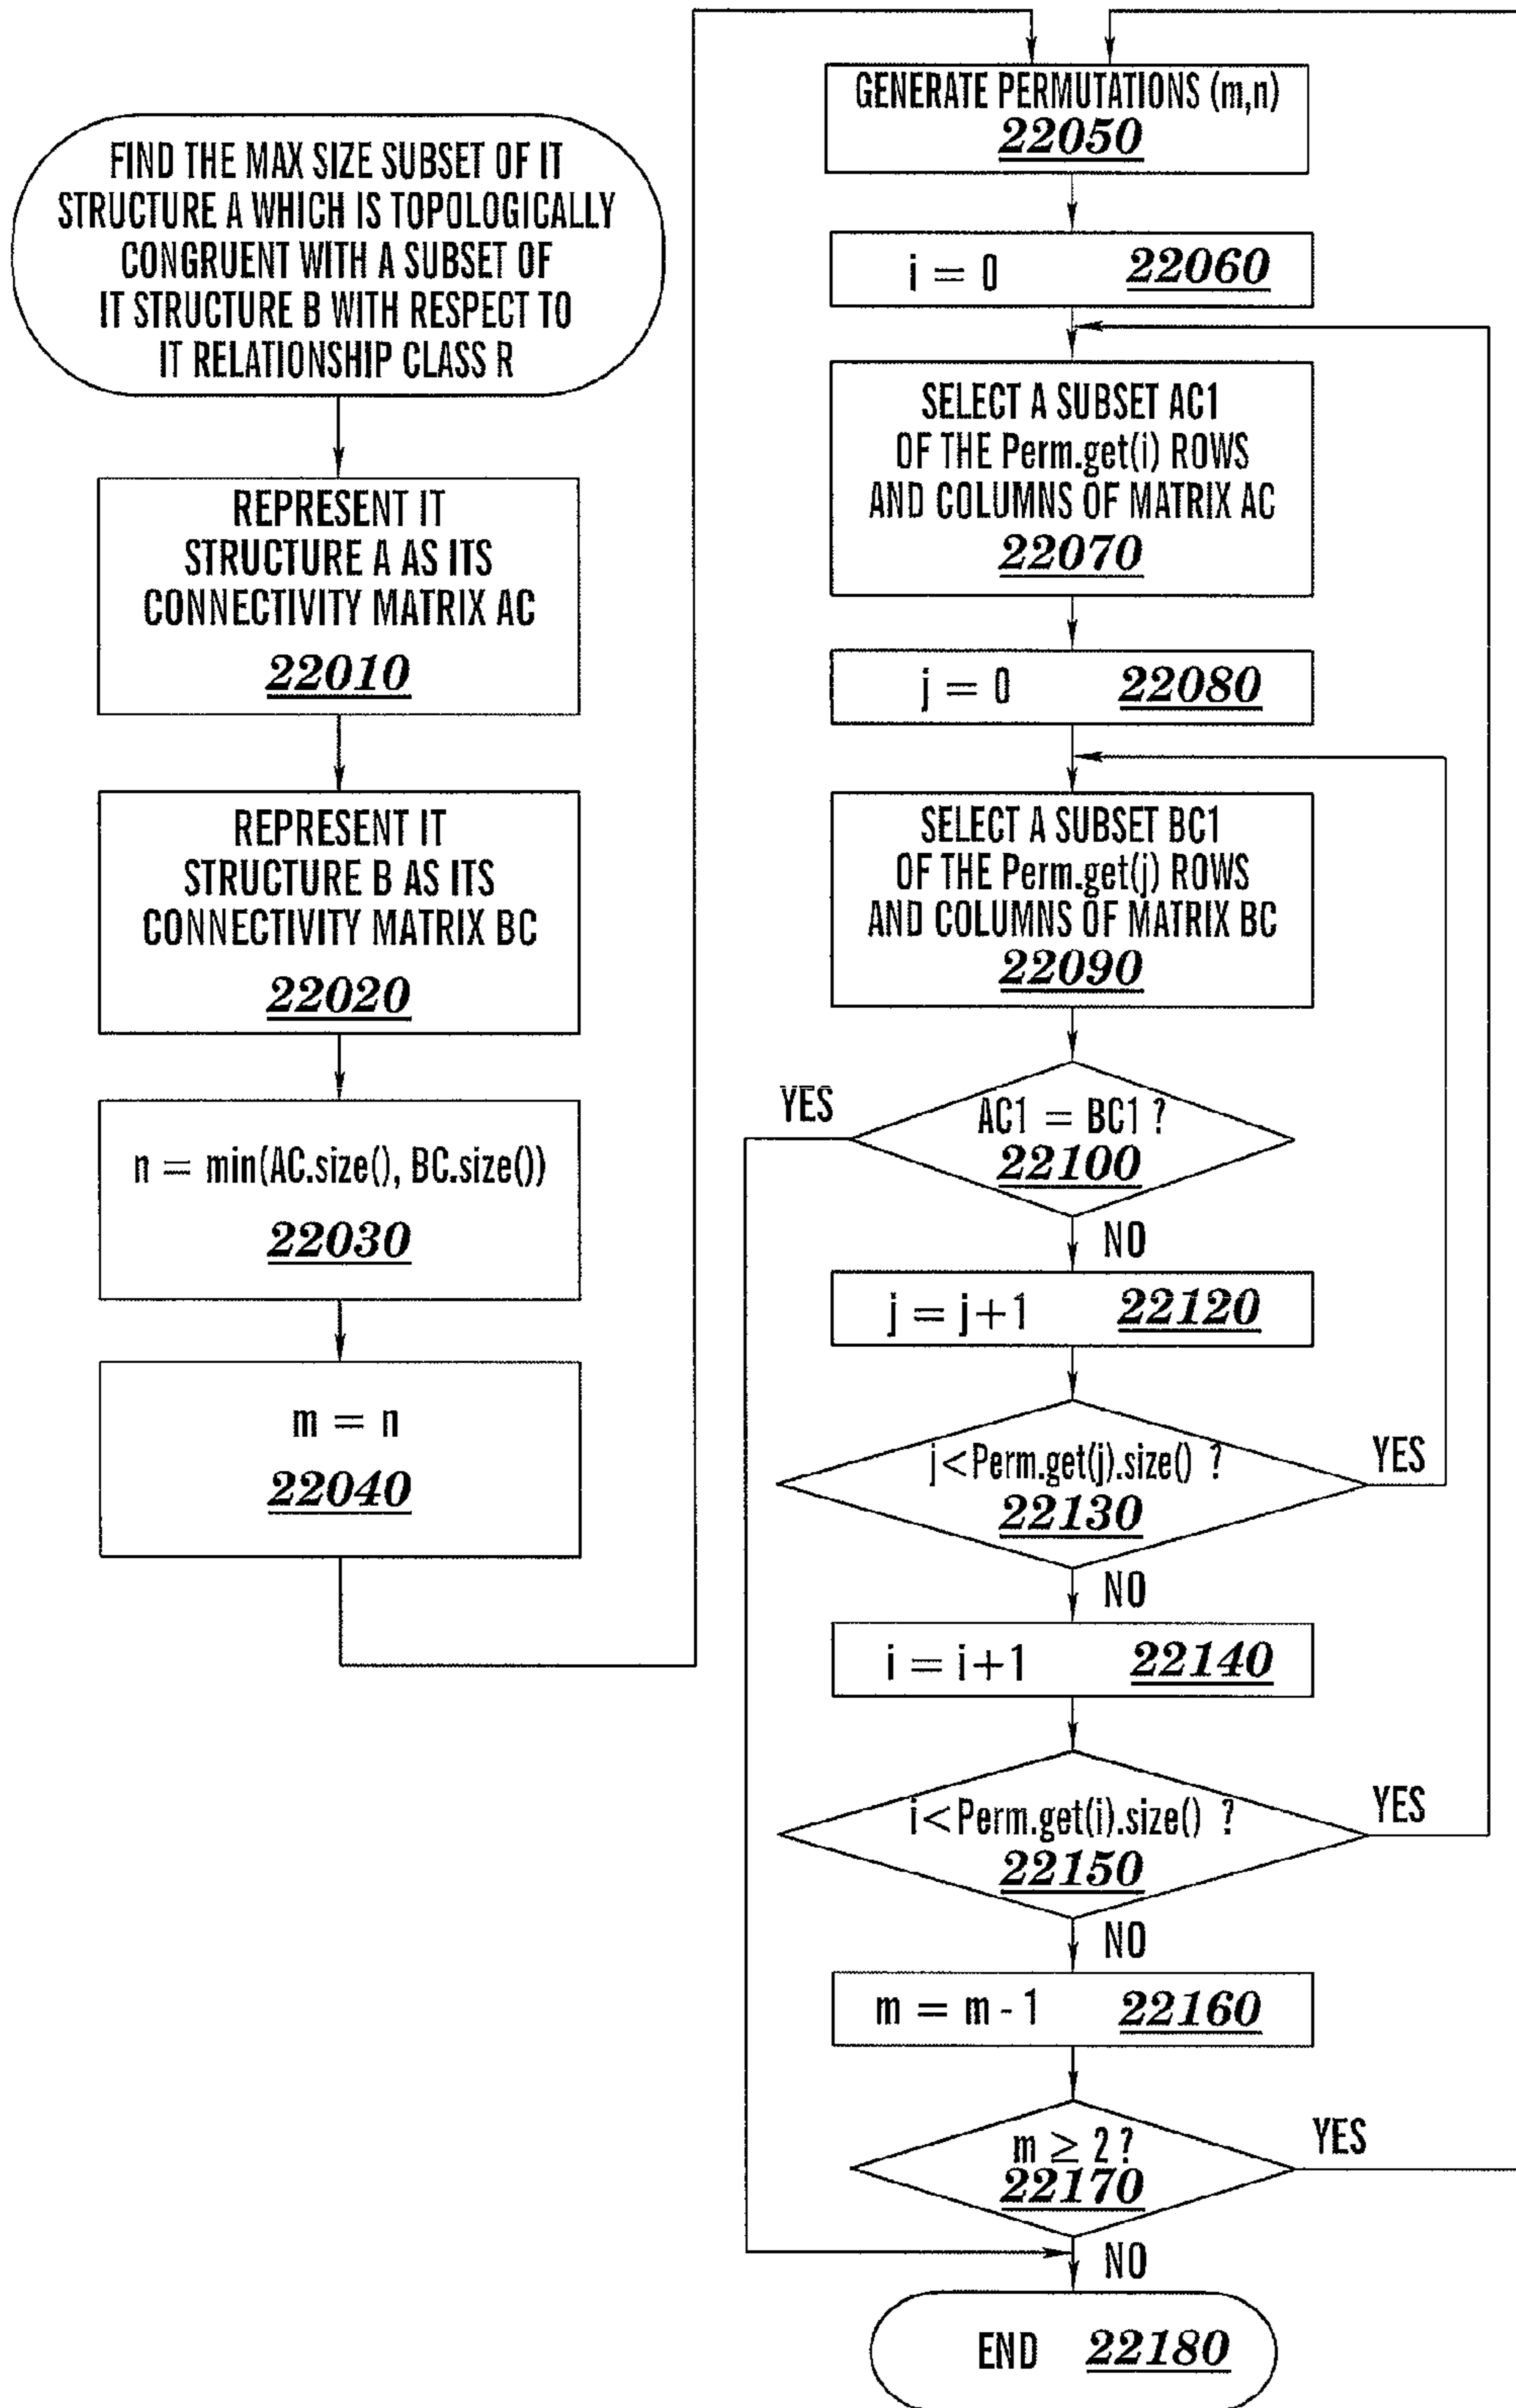 FIND THE MAX SIZE SUBSET OF IT
STRUCTURE A WHICH IS TOPOLOGICALLY
CONGRUENT WITH A SUBSET OF
IT STRUCTURE B WITH RESPECT TO
IT RELATIONSHIP CLASS R
REPRESENT IT
STRUCTURE A AS ITS
CONNECTIVITY MATRIX AC
22010
REPRESENT IT
STRUCTURE B AS ITS
CONNECTIVITY MATRIX BC
22020
n = min(AC.size(), BC.size())
22030
m = n
22040
GENERATE PERMUTATIONS (m,n)
22050
i = 0 22060
SELECT A SUBSET AC1
OF THE Perm.get(i) ROWS
AND COLUMNS OF MATRIX AC
22070
j = 0 22080
SELECT A SUBSET BC1
OF THE Perm.get(j) ROWS
AND COLUMNS OF MATRIX BC
22090
YES
AC1 = BC1 ?
22100
NO
j = j+1 22120
j<Perm.get(j).size() ?
22130
YES
NO
i = i+1 22140
i<Perm.get(i).size() ?
22150
YES
NO
m = m - 1 22160
m ≥ 2 ?
22170
YES
NO
END 22180